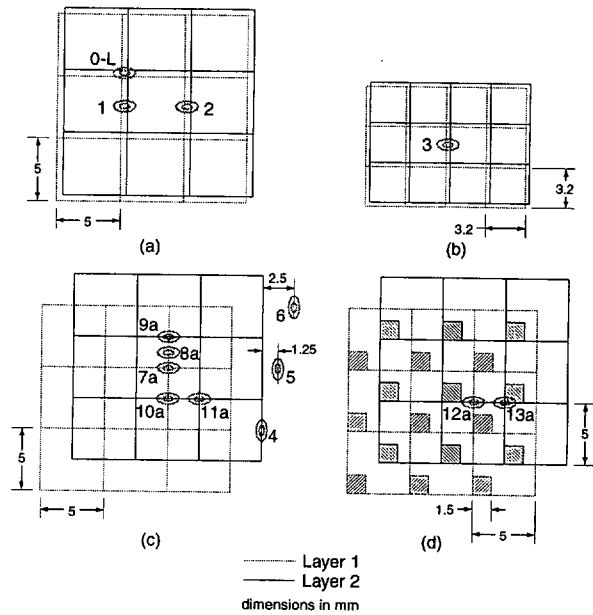 0-L
1
2
5
5
(a)
3
3.2
3.2
(b)
2.5
6
9a
8a
1.25
7a
5
10a
11a
4
5
5
(c)
12a
13a
5
1.5
5
(d)
Layer 1
Layer 2
dimensions in mm